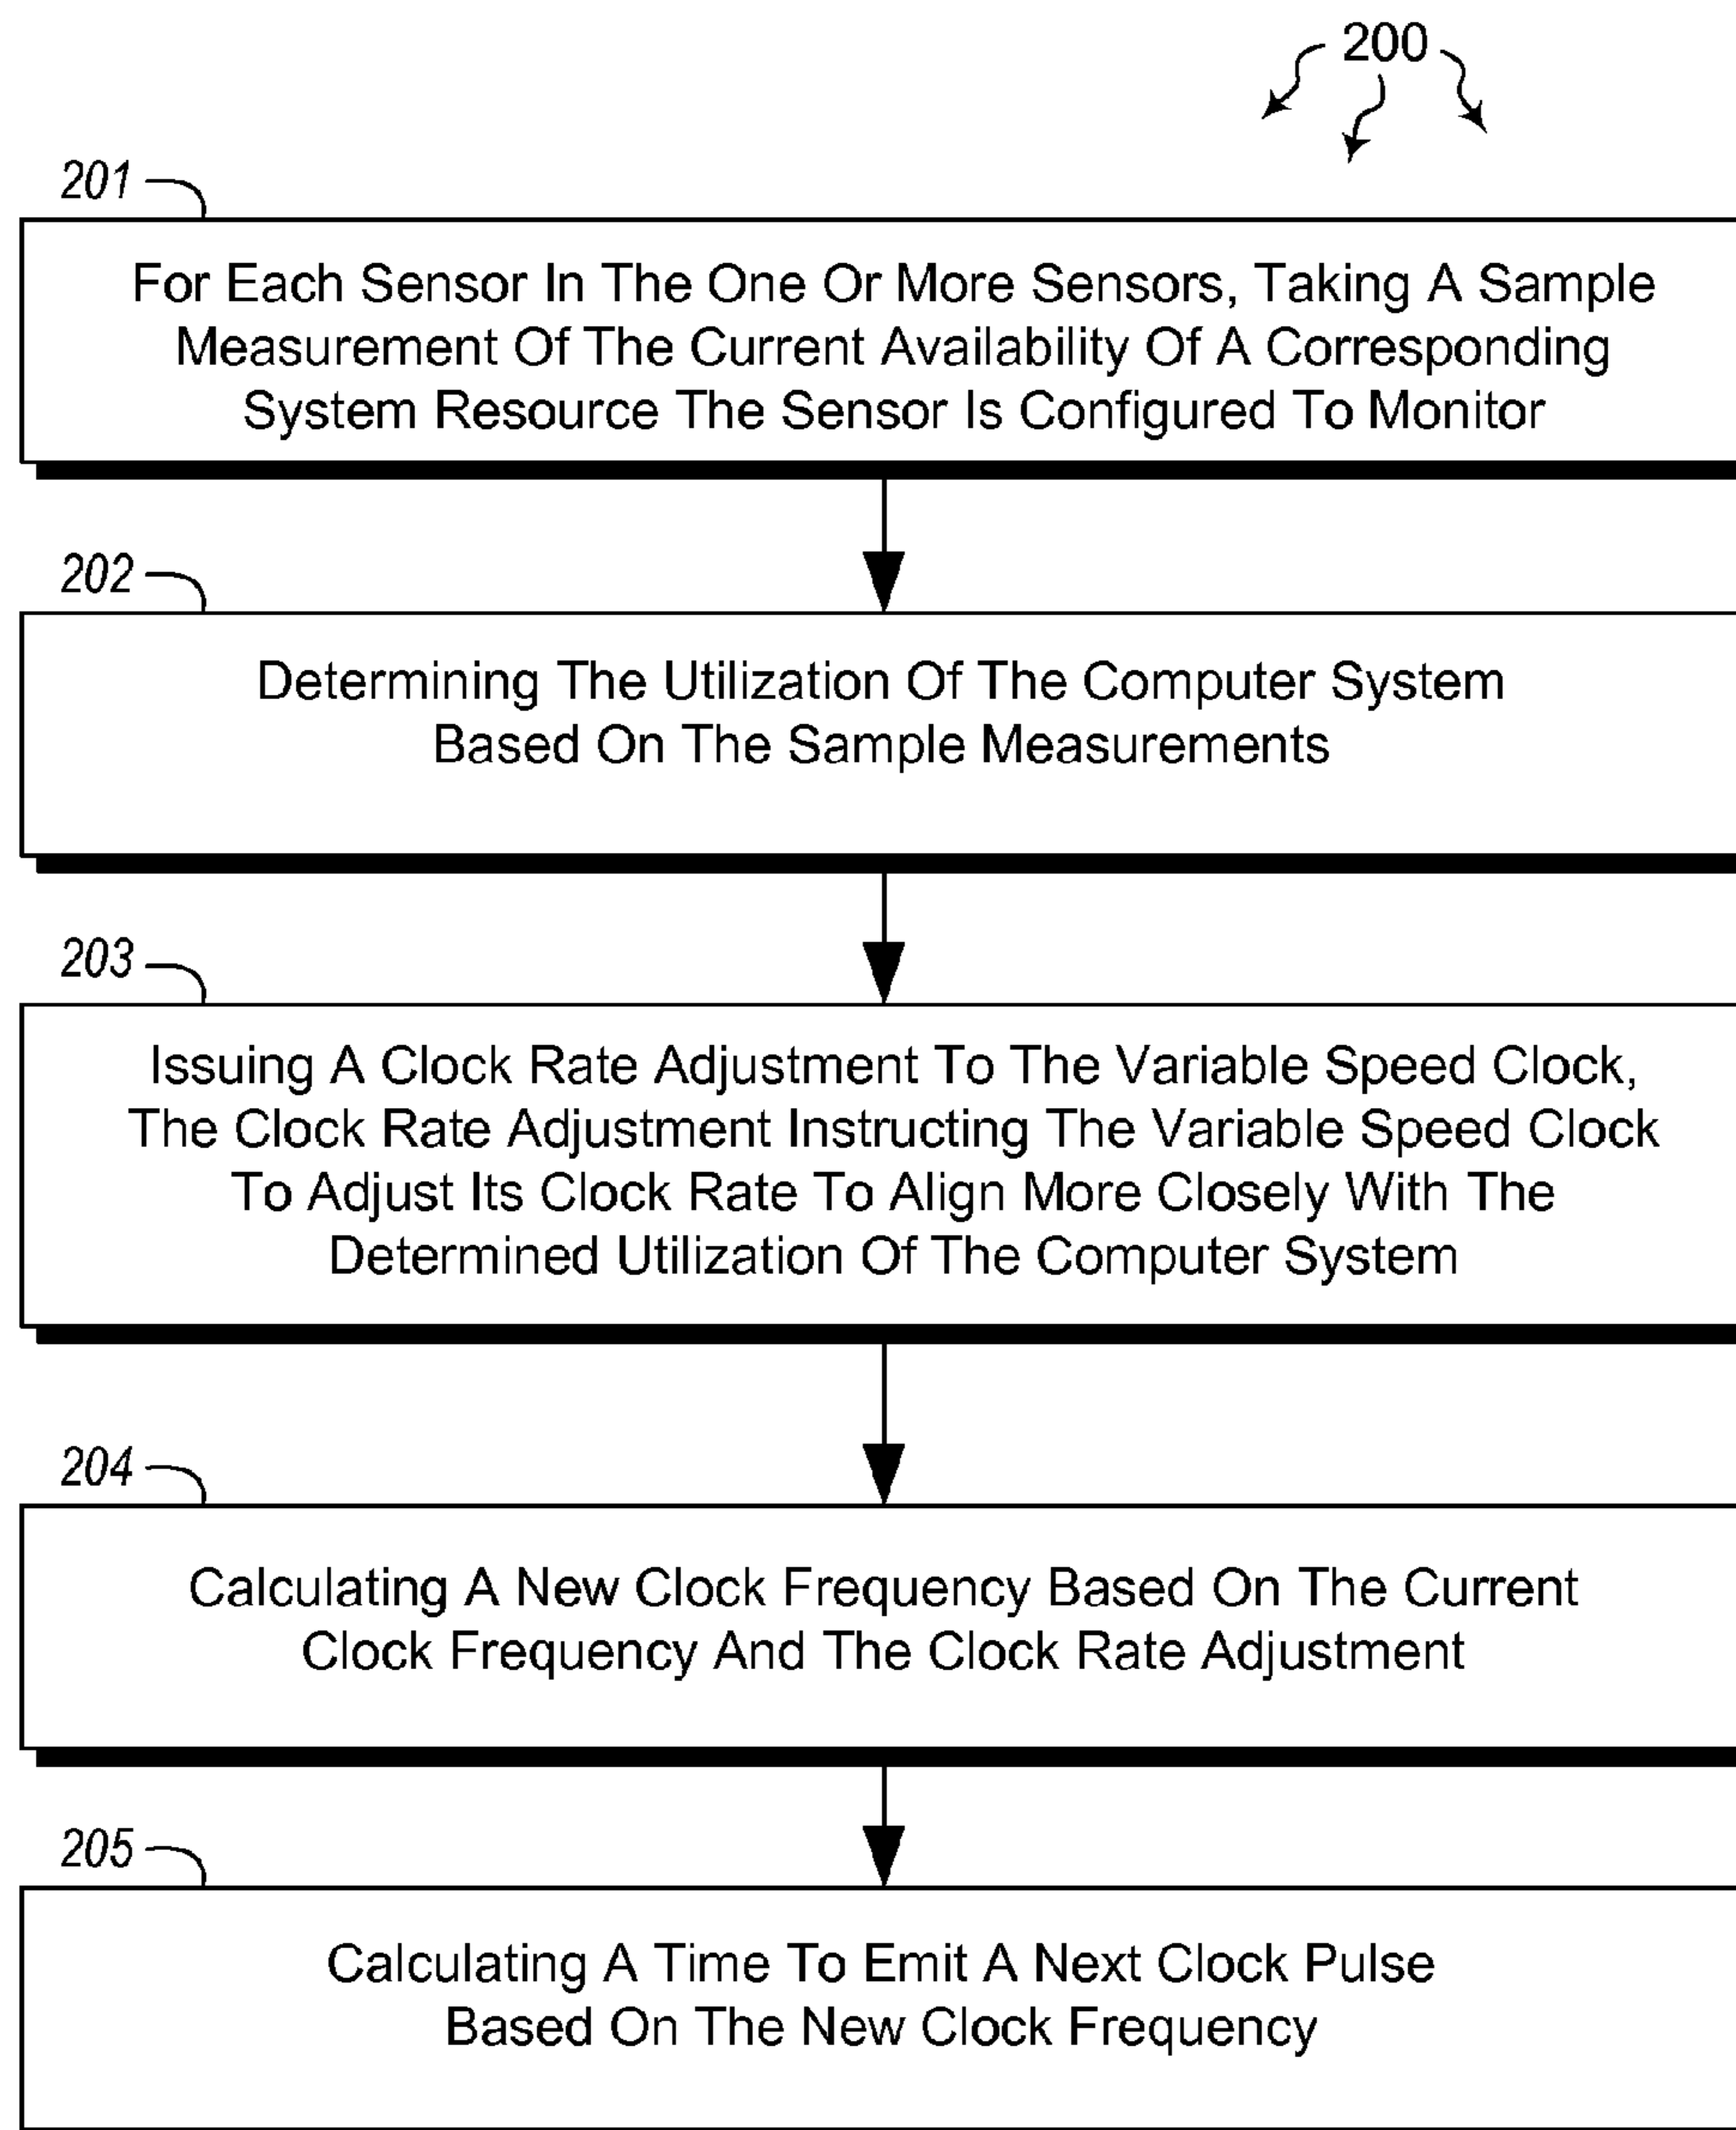 200
201
For Each Sensor In The One Or More Sensors, Taking A Sample
Measurement Of The Current Availability Of A Corresponding
System Resource The Sensor Is Configured To Monitor
202
Determining The Utilization Of The Computer System
Based On The Sample Measurements
203
Issuing A Clock Rate Adjustment To The Variable Speed Clock,
The Clock Rate Adjustment Instructing The Variable Speed Clock
To Adjust Its Clock Rate To Align More Closely With The
Determined Utilization Of The Computer System
204
Calculating A New Clock Frequency Based On The Current
Clock Frequency And The Clock Rate Adjustment
205
Calculating A Time To Emit A Next Clock Pulse
Based On The New Clock Frequency